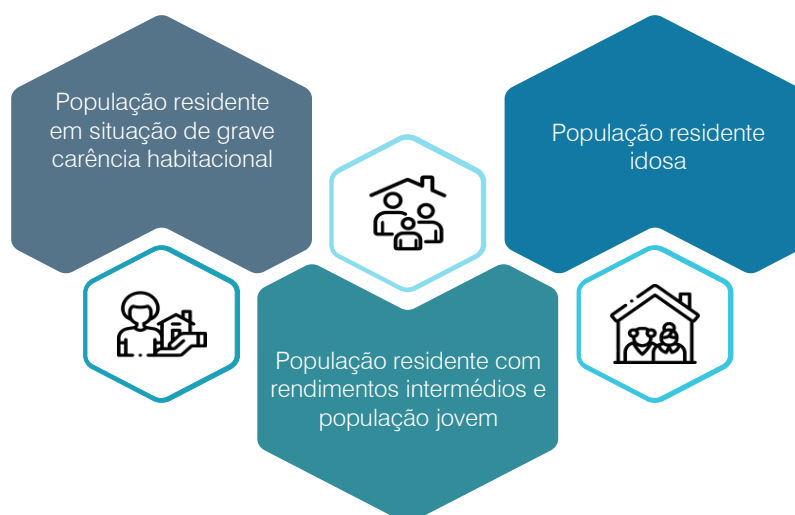 População residente
em situação de grave
carência habitacional
População residente
idosa
População residente com
rendimentos intermédios e
população jovem